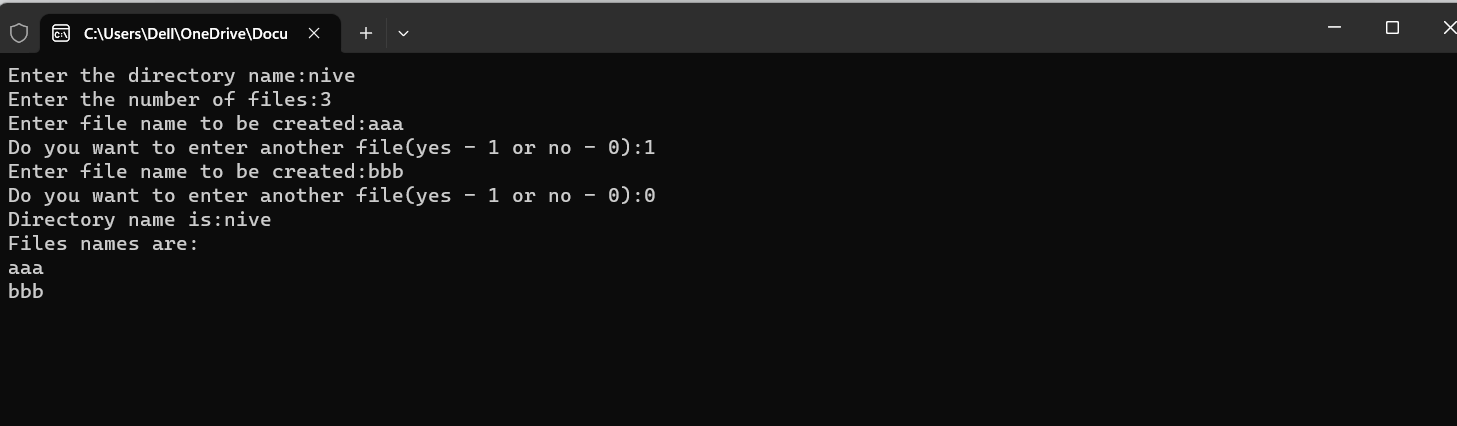 C:\Users\Dell\OneDrive\Docu
Enter the directory name:nive
Enter the number of files:3
Enter file name to be created:aaa
Do you want to enter another file(yes - 1 or no - 0):1
Enter file name to be created:bbb
Do you want to enter another file(yes - 1 or no - 0):0
Directory name is:nive
Files names are:
aaa
bbb